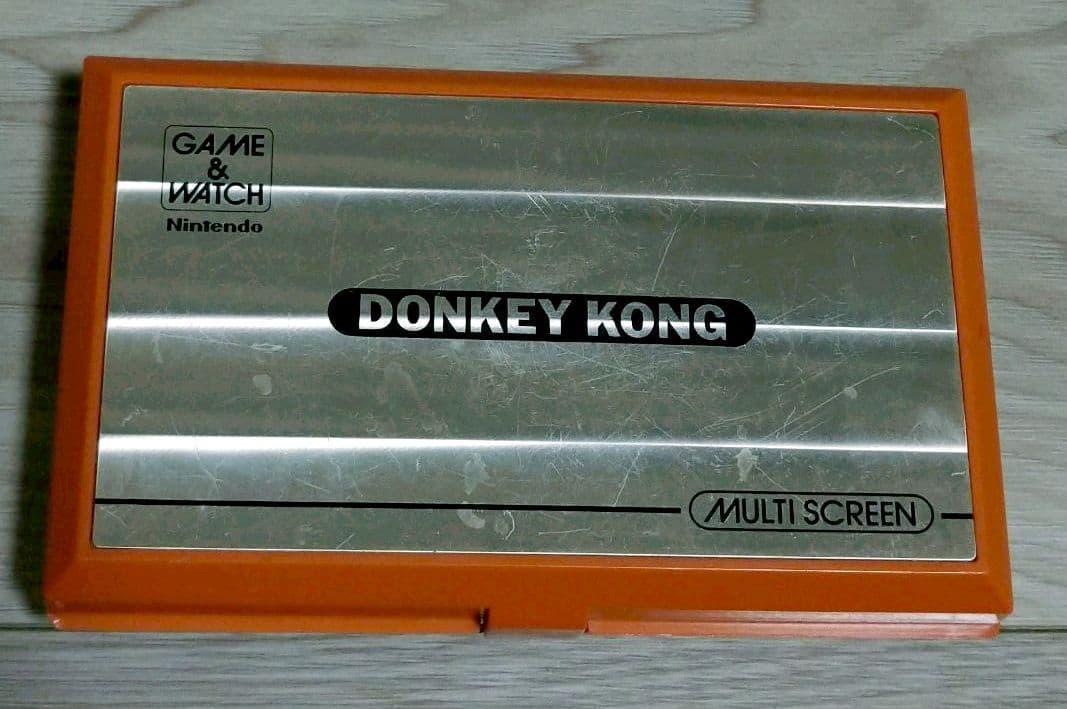 GAME
&
WATCH
Nintendo
DONKEY KONG
MULTI SCREEN